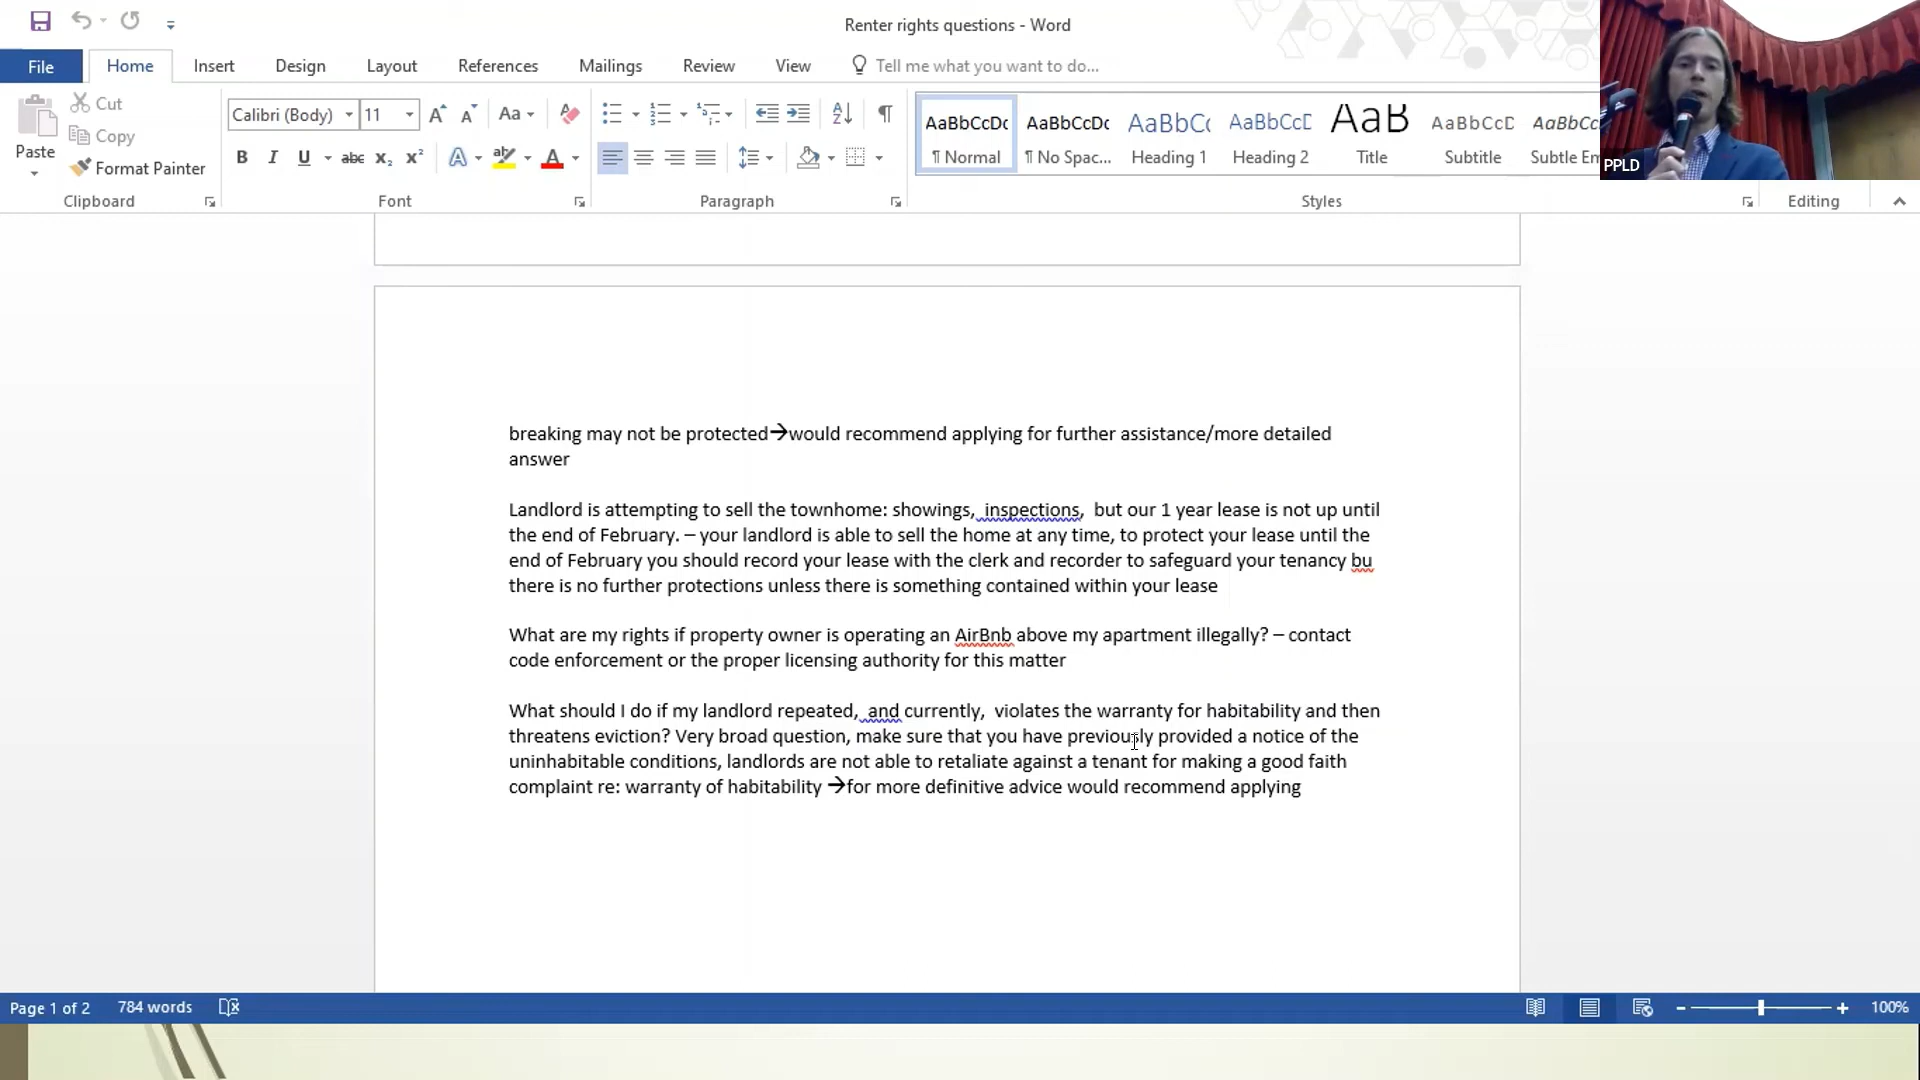 Renter rights questions - Word
File
Home
Insert
Design
Layout
References
Mailings
Review
View
Tell me what you want to do...
PPLD
Paste
Cut
Copy
Format Painter
Clipboard
Calibri (Body)
11
Aa
B I U abc x₂ x²
A
Font
Paragraph
AaBbCcDc
¶ Normal
AaBbCcDc
¶ No Spac...
AaBbC
Heading 1
AaBbCcD
Heading 2
AaB
Title
AaBbCcD
Subtitle
AaBbCc
Subtle Em
Styles
Editing
breaking may not be protected→would recommend applying for further assistance/more detailed
answer
Landlord is attempting to sell the townhome: showings,  inspections,  but our 1 year lease is not up until
the end of February. – your landlord is able to sell the home at any time, to protect your lease until the
end of February you should record your lease with the clerk and recorder to safeguard your tenancy bu
there is no further protections unless there is something contained within your lease
What are my rights if property owner is operating an AirBnb above my apartment illegally? – contact
code enforcement or the proper licensing authority for this matter
What should I do if my landlord repeated,  and currently,  violates the warranty for habitability and then
threatens eviction? Very broad question, make sure that you have previously provided a notice of the
uninhabitable conditions, landlords are not able to retaliate against a tenant for making a good faith
complaint re: warranty of habitability →for more definitive advice would recommend applying
Page 1 of 2
784 words
100%